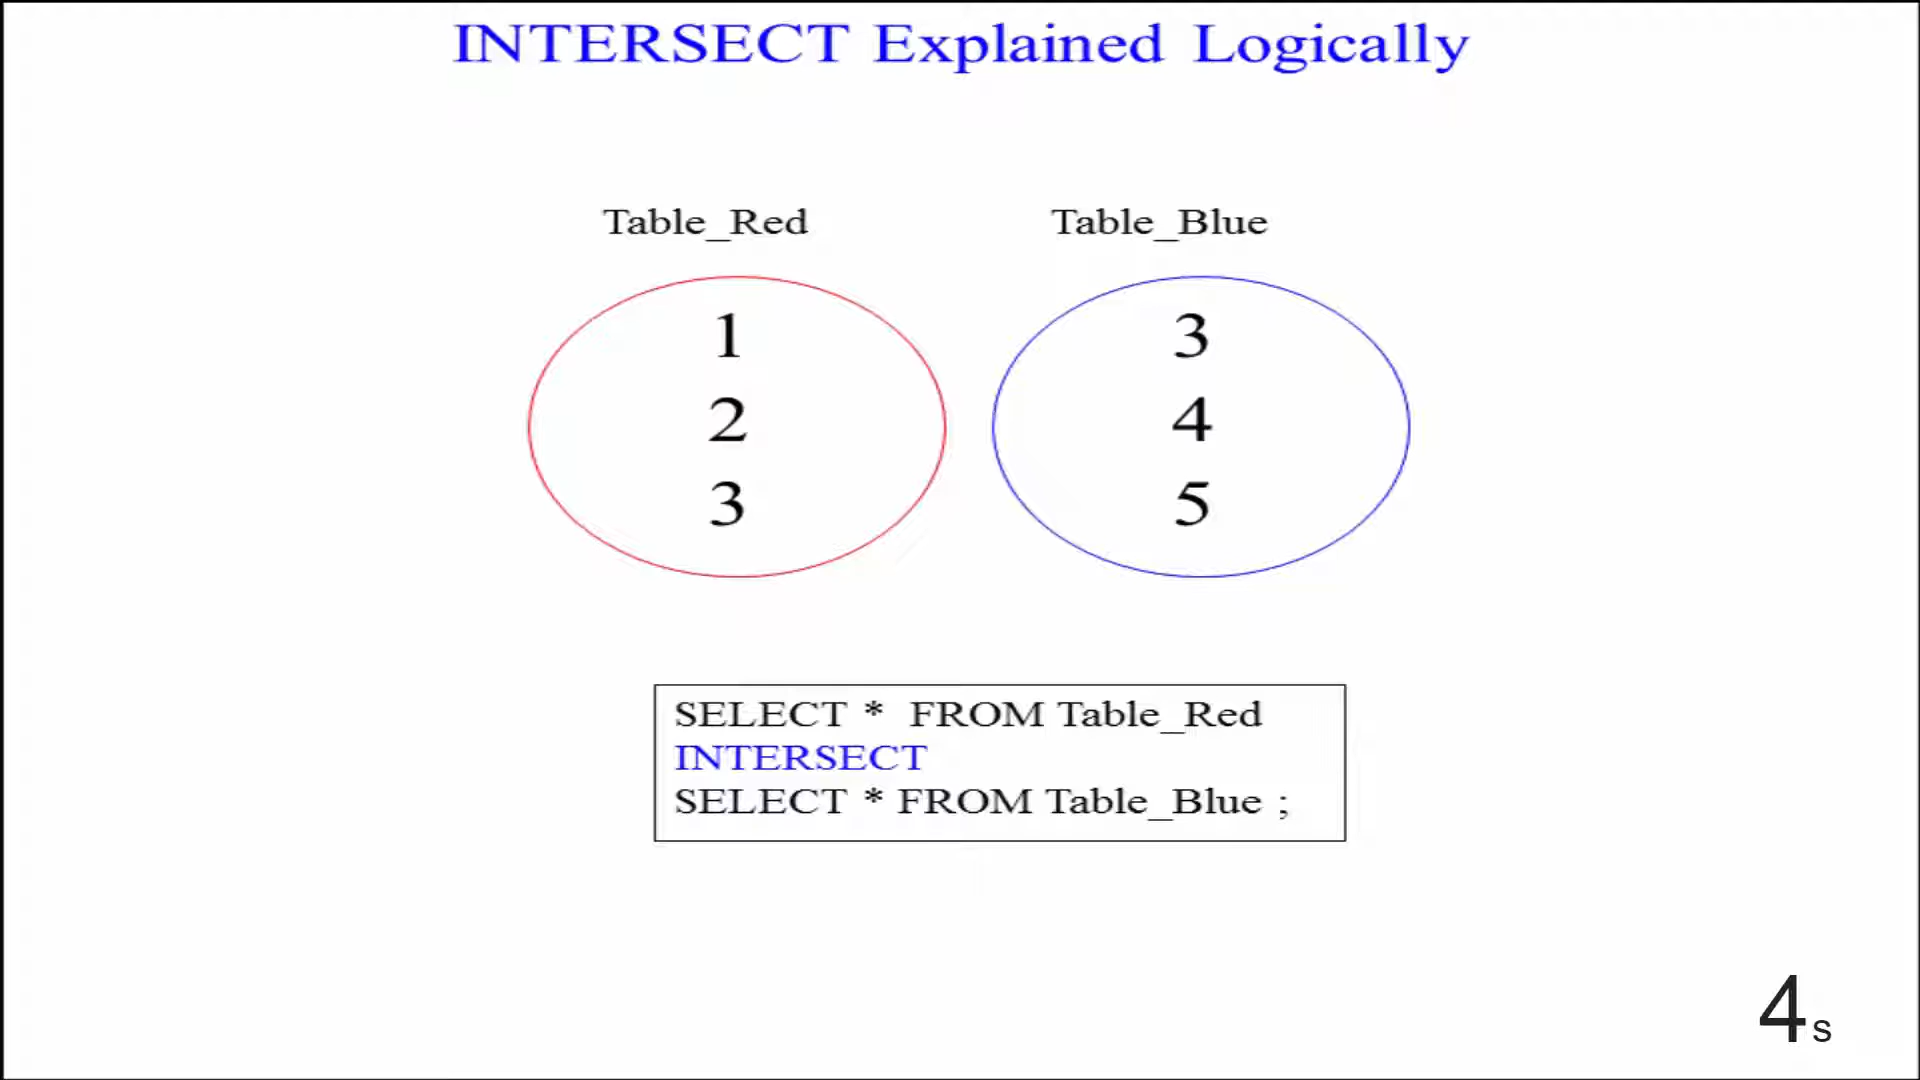 INTERSECT Explained Logically
Table_Red Table_Blue
1 3
2 4
3 5
SELECT * FROM Table_Red
INTERSECT
SELECT * FROM Table_Blue ;
4s